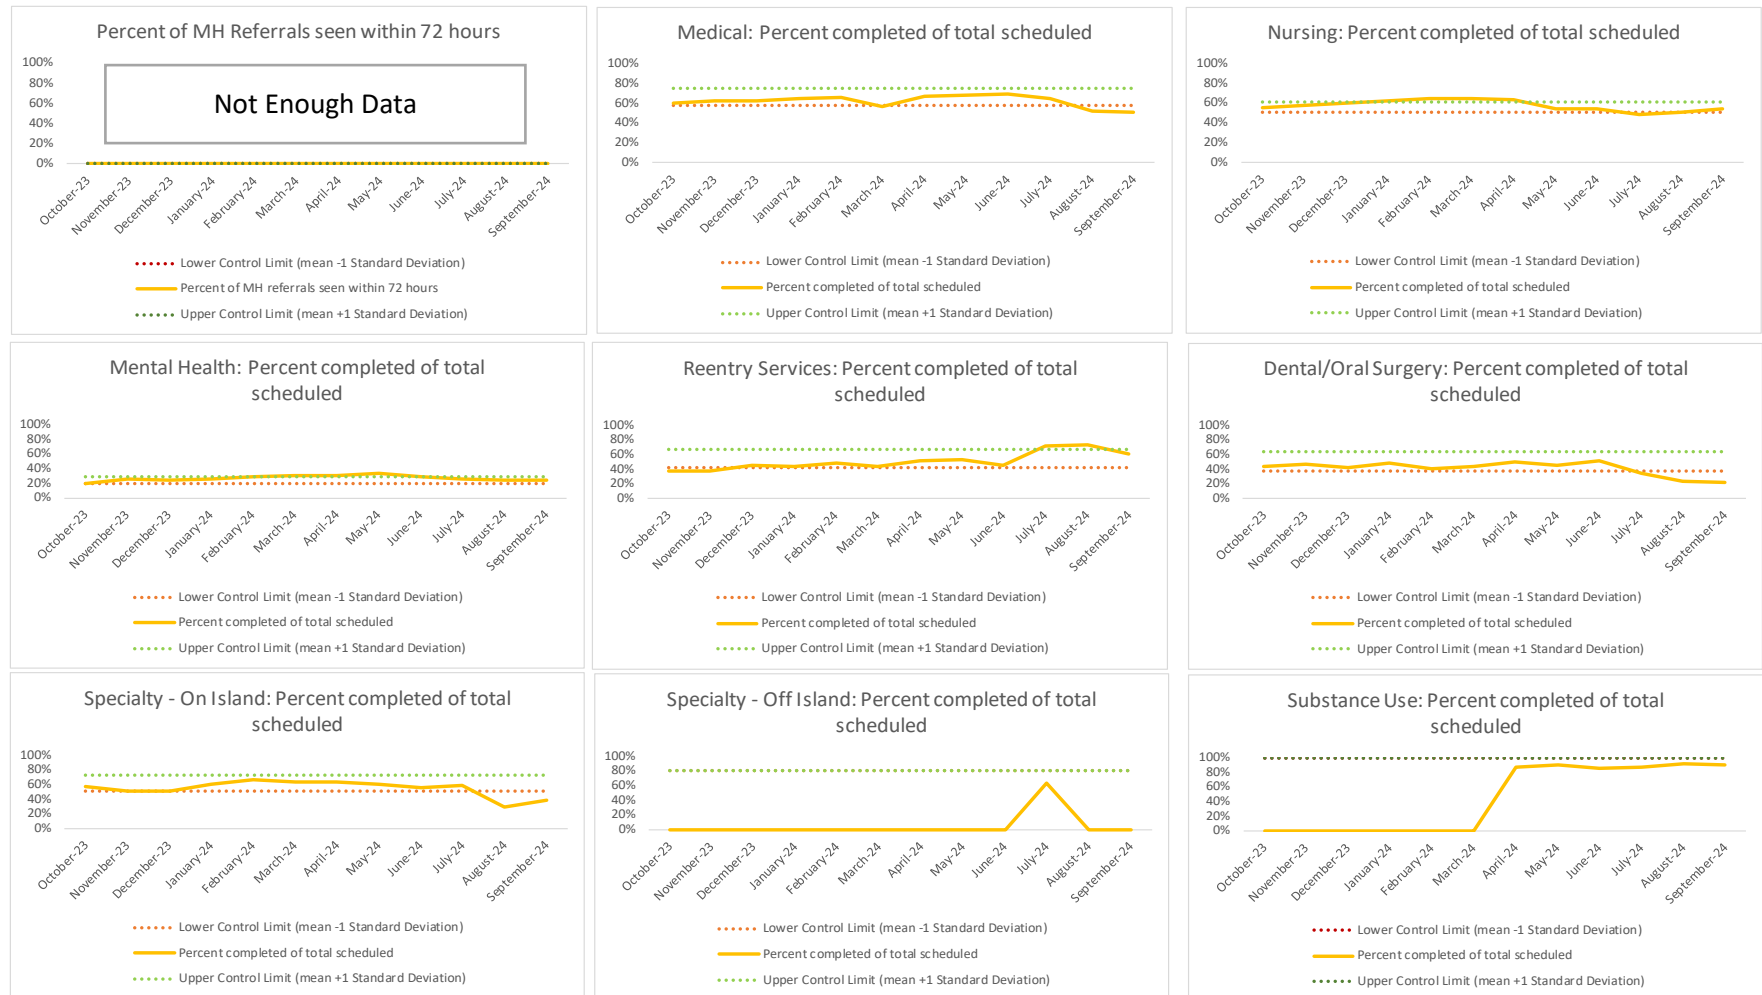 Percent of MH Referrals seen within 72 hours
100%
80%
60%
40%
20%
0%
Not Enough Data
October-23
November-23
December-23
January-24
February-24
March-24
April-24
May-24
June-24
July-24
August-24
September-24
Lower Control Limit (mean -1 Standard Deviation)
Percent of MH referrals seen within 72 hours
Upper Control Limit (mean +1 Standard Deviation)
Medical: Percent completed of total scheduled
100%
80%
60%
40%
20%
0%
October-23
November-23
December-23
January-24
February-24
March-24
April-24
May-24
June-24
July-24
August-24
September-24
Lower Control Limit (mean -1 Standard Deviation)
Percent completed of total scheduled
Upper Control Limit (mean +1 Standard Deviation)
Nursing: Percent completed of total scheduled
100%
80%
60%
40%
20%
0%
October-23
November-23
December-23
January-24
February-24
March-24
April-24
May-24
June-24
July-24
August-24
September-24
Lower Control Limit (mean -1 Standard Deviation)
Percent completed of total scheduled
Upper Control Limit (mean +1 Standard Deviation)
Mental Health: Percent completed of total
scheduled
100%
80%
60%
40%
20%
0%
October-23
November-23
December-23
January-24
February-24
March-24
April-24
May-24
June-24
July-24
August-24
September-24
Lower Control Limit (mean -1 Standard Deviation)
Percent completed of total scheduled
Upper Control Limit (mean +1 Standard Deviation)
Reentry Services: Percent completed of total
scheduled
100%
80%
60%
40%
20%
0%
October-23
November-23
December-23
January-24
February-24
March-24
April-24
May-24
June-24
July-24
August-24
September-24
Lower Control Limit (mean -1 Standard Deviation)
Percent completed of total scheduled
Upper Control Limit (mean +1 Standard Deviation)
Dental/Oral Surgery: Percent completed of total
scheduled
100%
80%
60%
40%
20%
0%
October-23
November-23
December-23
January-24
February-24
March-24
April-24
May-24
June-24
July-24
August-24
September-24
Lower Control Limit (mean -1 Standard Deviation)
Percent completed of total scheduled
Upper Control Limit (mean +1 Standard Deviation)
Specialty - On Island: Percent completed of total
scheduled
100%
80%
60%
40%
20%
0%
October-23
November-23
December-23
January-24
February-24
March-24
April-24
May-24
June-24
July-24
August-24
September-24
Lower Control Limit (mean -1 Standard Deviation)
Percent completed of total scheduled
Upper Control Limit (mean +1 Standard Deviation)
Specialty - Off Island: Percent completed of total
scheduled
100%
80%
60%
40%
20%
0%
October-23
November-23
December-23
January-24
February-24
March-24
April-24
May-24
June-24
July-24
August-24
September-24
Lower Control Limit (mean -1 Standard Deviation)
Percent completed of total scheduled
Upper Control Limit (mean +1 Standard Deviation)
Substance Use: Percent completed of total
scheduled
100%
80%
60%
40%
20%
0%
October-23
November-23
December-23
January-24
February-24
March-24
April-24
May-24
June-24
July-24
August-24
September-24
Lower Control Limit (mean -1 Standard Deviation)
Percent completed of total scheduled
Upper Control Limit (mean +1 Standard Deviation)